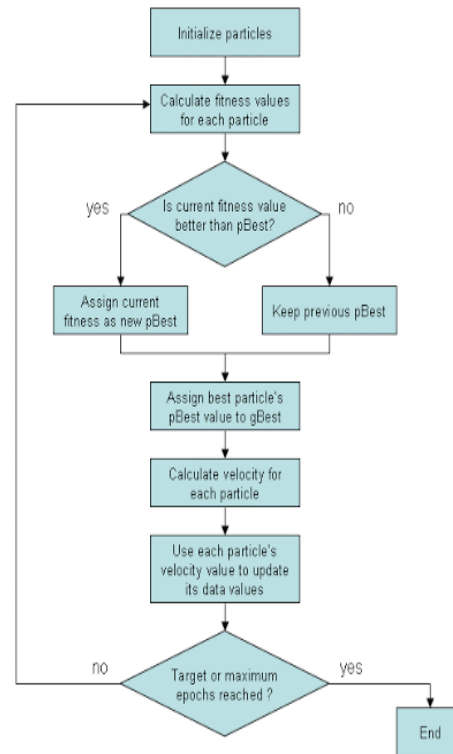 Initialize particles
Calculate fitness values
for each particle
Is current fitness value
better than pBest?
yes
no
Assign current
fitness as new pBest
Keep previous pBest
Assign best particle's
pBest value to gBest
Calculate velocity for
each particle
Use each particle's
velocity value to update
its data values
Target or maximum
epochs reached ?
no
yes
End